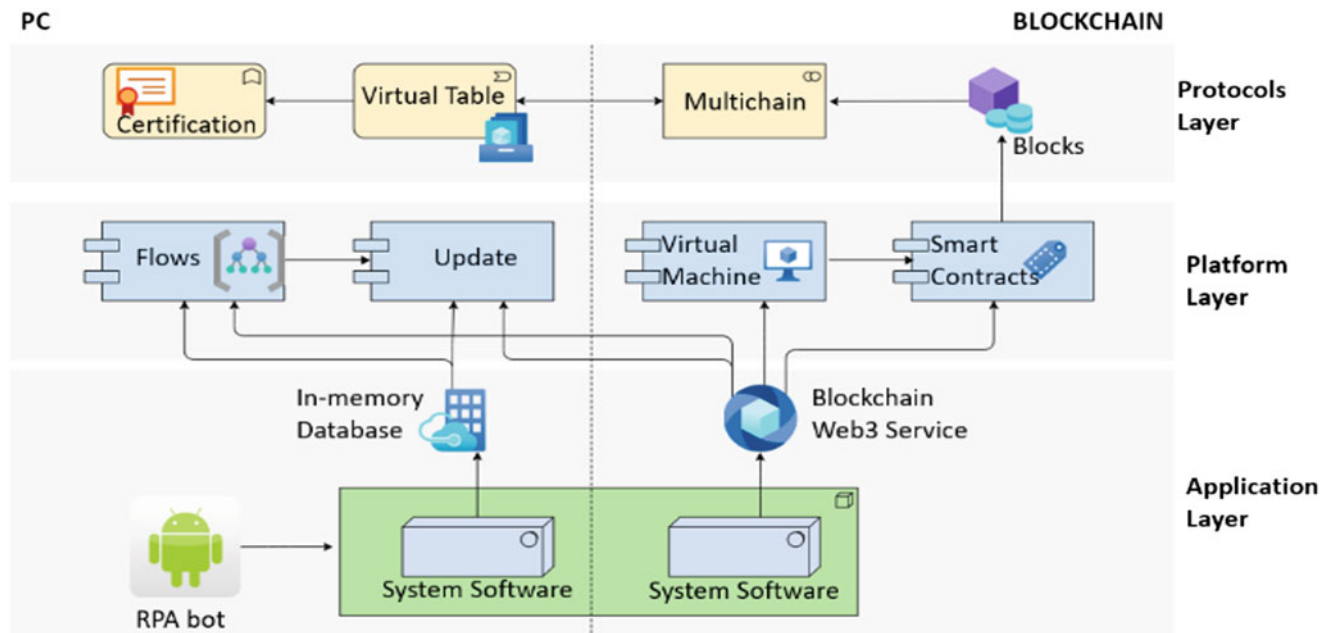 PC
BLOCKCHAIN
Certification
Virtual Table
Multichain
Blocks
Protocols
Layer
Flows
Update
Virtual
Machine
Smart
Contracts
Platform
Layer
In-memory
Database
Blockchain
Web3 Service
RPA bot
System Software
System Software
Application
Layer